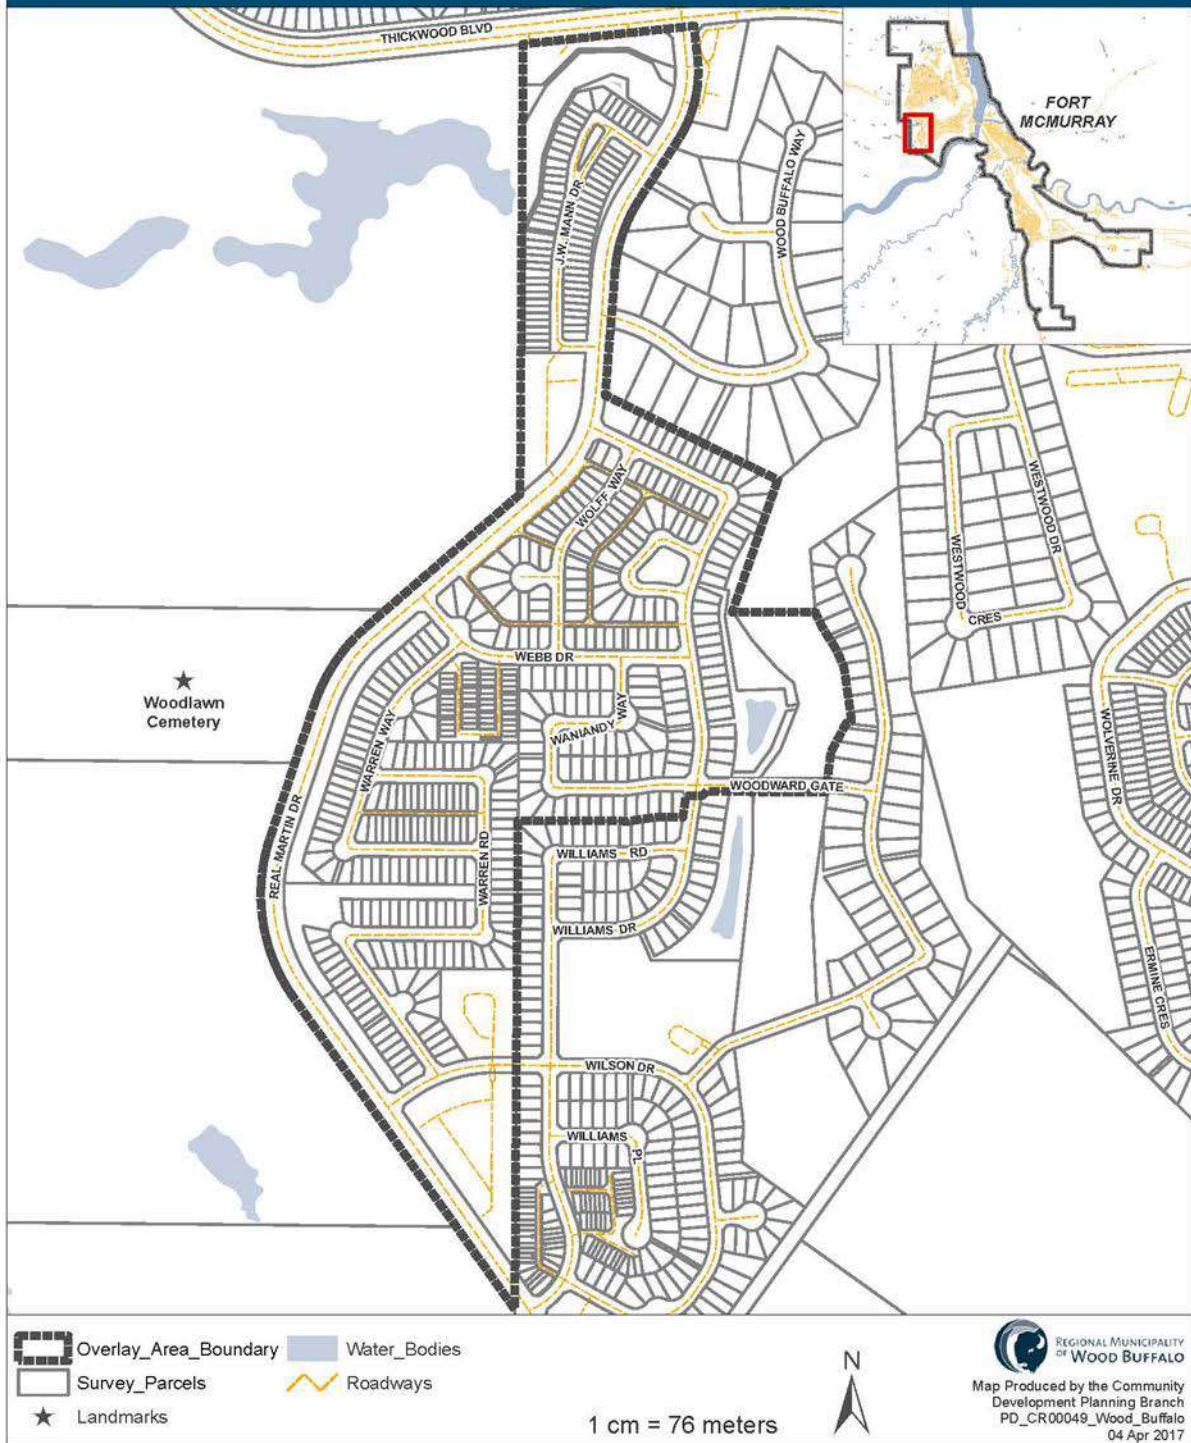 THICKWOOD BLVD
FORT
MCMURRAY
WOOD BUFFALO WAY
J.W. MANN DR
WESTWOOD DR
WOLFF WAY
WESTWOOD
CRES
WEBB DR
Woodlawn
Cemetery
WANIANDY WAY
WARREN WAY
WOLVERINE DR
WOODWARD GATE
REAL MARTIN DR
WARREN RD
WILLIAMS RD
WILLIAMS DR
ERMINE CRES
WILSON DR
WILLIAMS
PL
Overlay_Area_Boundary
Water_Bodies
Survey_Parcels
Roadways
Landmarks
1 cm = 76 meters
N
REGIONAL MUNICIPALITY
OF WOOD BUFFALO
Map Produced by the Community
Development Planning Branch
PD_CR00049_Wood_Buffalo
04 Apr 2017